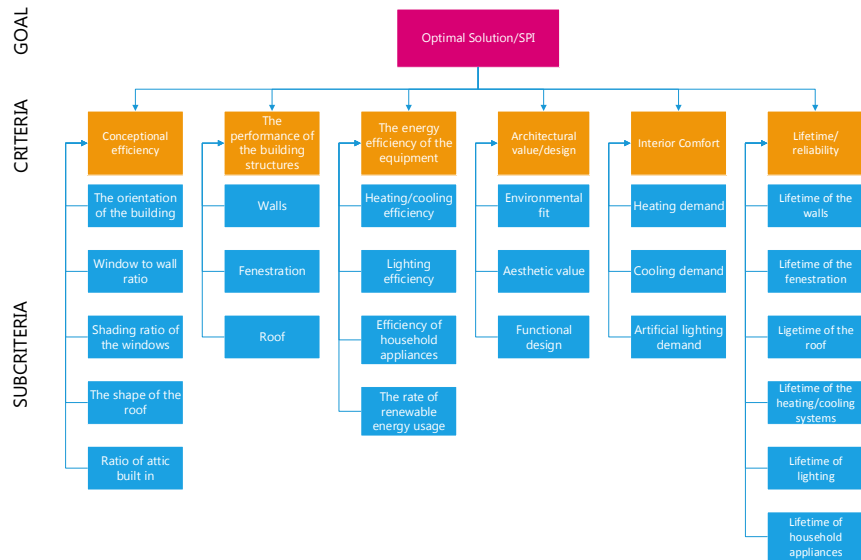 GOAL
Optimal Solution/SPI
CRITERIA
Conceptional
efficiency
The
performance of
the building
structures
The energy
efficiency of the
equipment
Architectural
value/design
Interior Comfort
Lifetime/
reliability
SUBCRITERIA
The orientation
of the building
Window to wall
ratio
Shading ratio of
the windows
The shape of the
roof
Ratio of attic
built in
Walls
Fenestration
Roof
Heating/cooling
efficiency
Lighting
efficiency
Efficiency of
household
appliances
The rate of
renewable
energy usage
Environmental
fit
Aesthetic value
Functional
design
Heating demand
Cooling demand
Artificial lighting
demand
Lifetime of the
walls
Lifetime of the
fenestration
Ligetime of the
roof
Lifetime of the
heating/cooling
systems
Lifetime of
lighting
Lifetime of
household
appliances